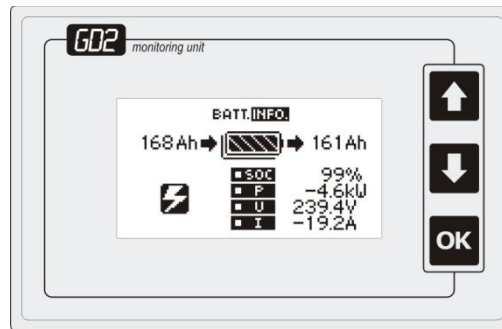 GD2 monitoring unit
BATT.INFO.
168Ah 161Ah
SOC 99%
P -4.6kW
U 239.4V
I -19.2A
OK